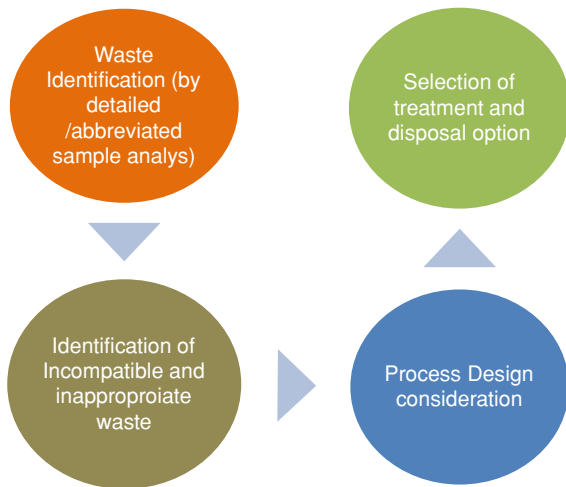 Waste
Identification (by
detailed
/abbreviated
sample analys)
Identification of
Incompatible and
inapproproiate
waste
Process Design
consideration
Selection of
treatment and
disposal option